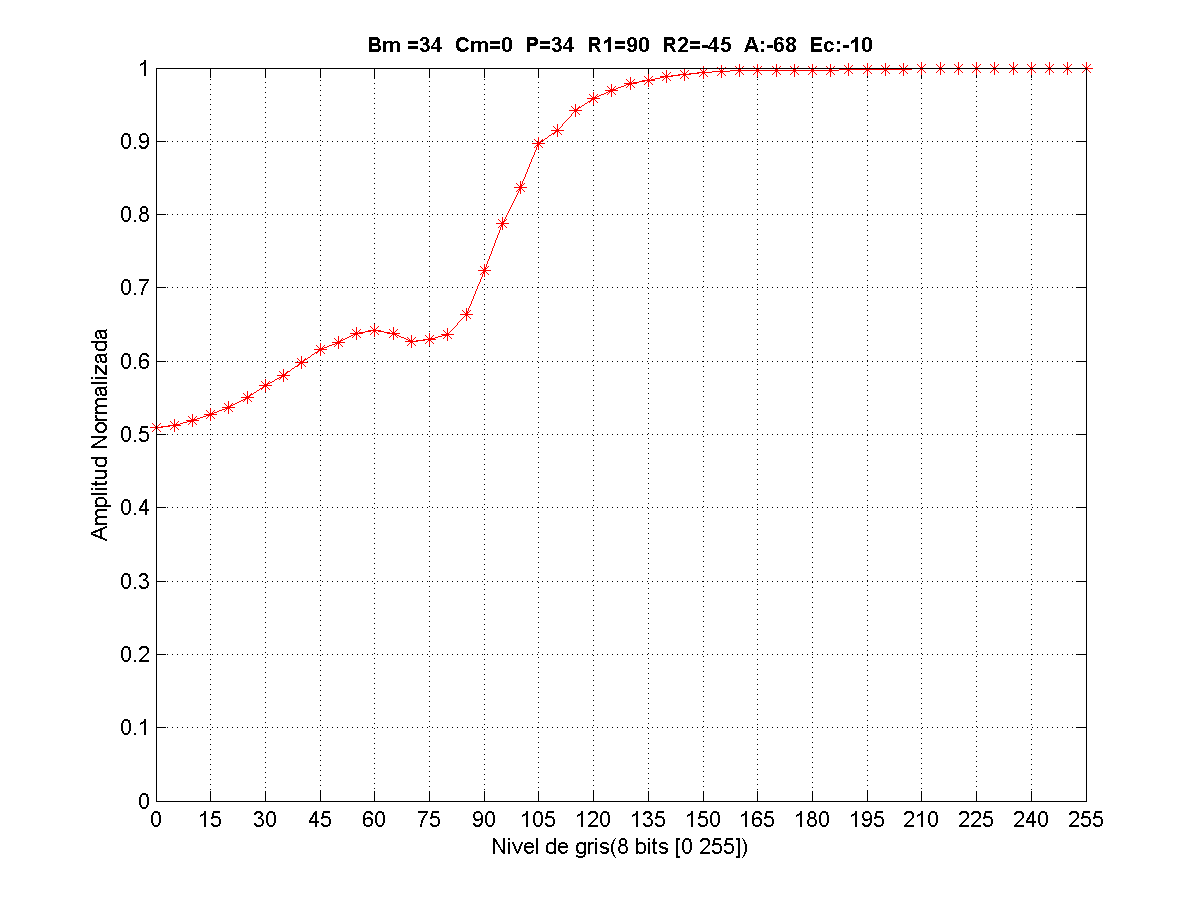 Bm =34 Cm=0 P=34 R1=90 R2=-45 A:-68 Ec:-10
1
0.9
0.8
0.7
0.6
0.5
0.4
0.3
0.2
0.1
0
Amplitud Normalizada
0 15 30 45 60 75 90 105 120 135 150 165 180 195 210 225 240 255
Nivel de gris(8 bits [0 255])